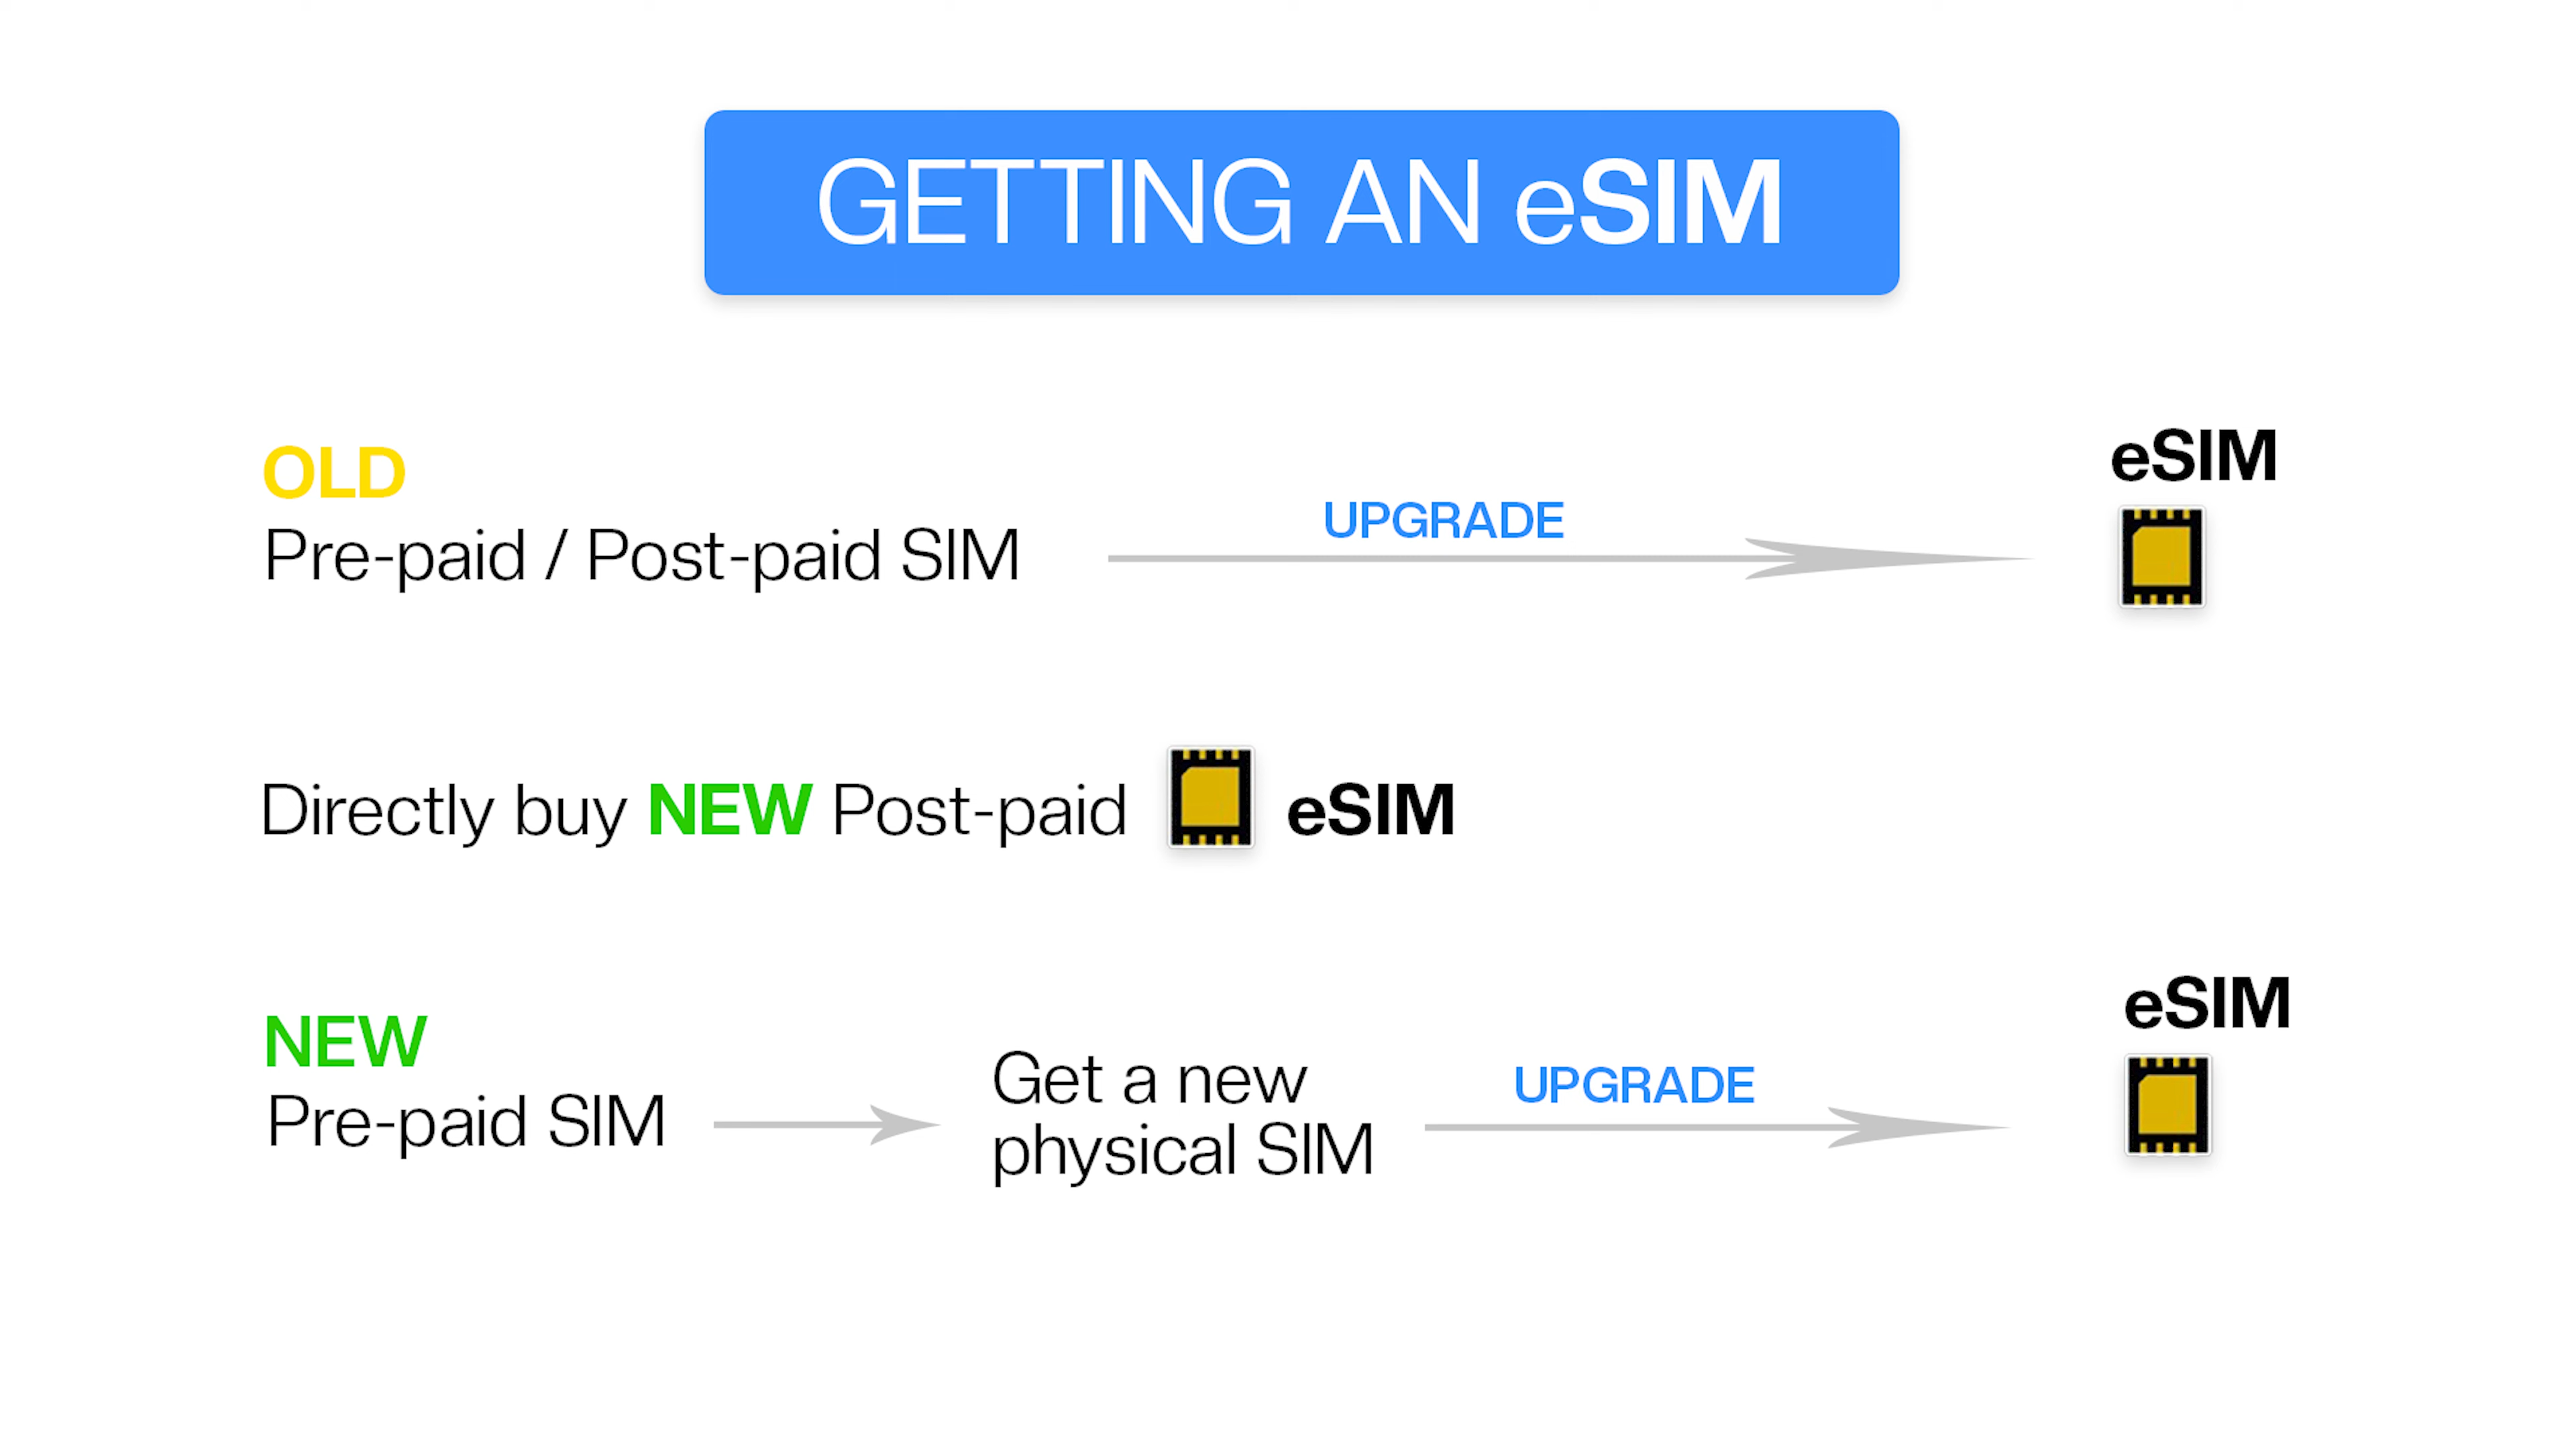 GETTING AN eSIM
OLD
Pre-paid / Post-paid SIM
UPGRADE
eSIM
Directly buy NEW Post-paid eSIM
NEW
Pre-paid SIM
Get a new
physical SIM
UPGRADE
eSIM